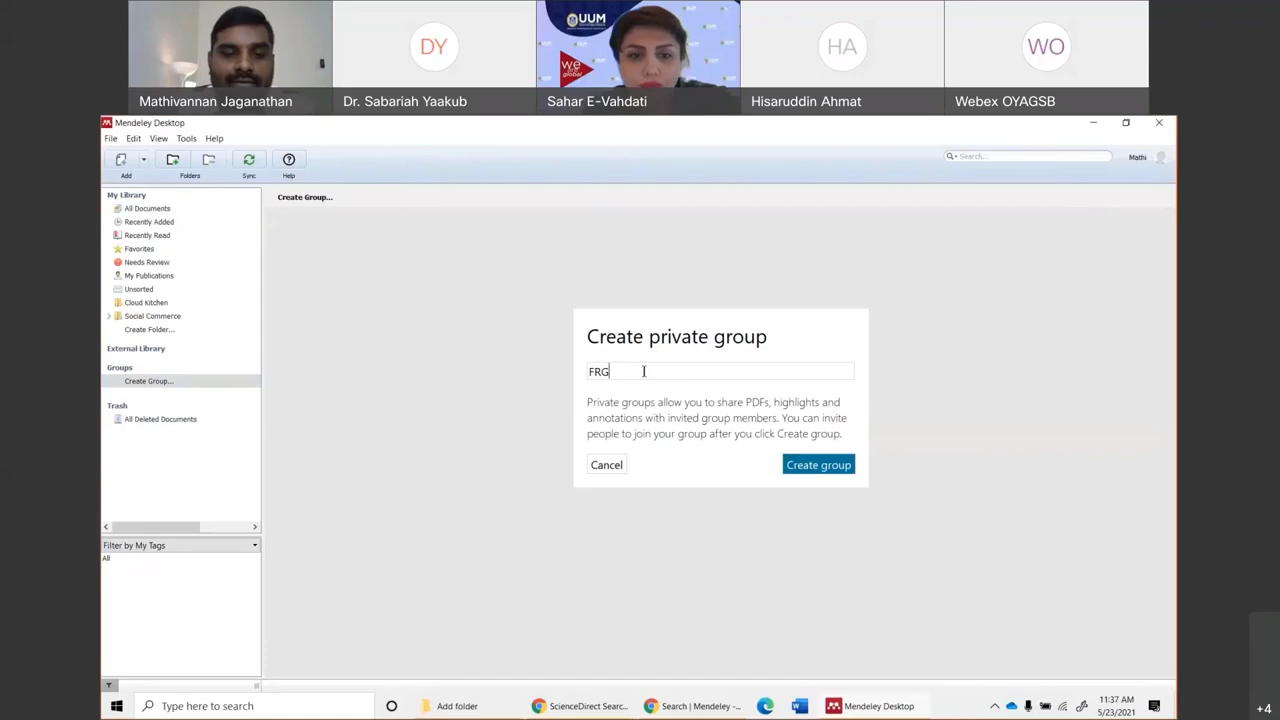 DY
UUM
we
global
HA
WO
Mathivannan Jaganathan
Dr. Sabariah Yaakub
Sahar E-Vahdati
Hisaruddin Ahmat
Webex OYAGSB
Mendeley Desktop
File Edit View Tools Help
Search...
Mathi
Add Folders Sync Help
My Library
All Documents
Recently Added
Recently Read
Favorites
Needs Review
My Publications
Unsorted
Cloud Kitchen
Social Commerce
Create Folder...
External Library
Groups
Create Group...
Trash
All Deleted Documents
Filter by My Tags
All
Create Group...
Create private group
FRG
Private groups allow you to share PDFs, highlights and
annotations with invited group members. You can invite
people to join your group after you click Create group.
Cancel
Create group
Type here to search
Add folder
ScienceDirect Searc...
Search | Mendeley -...
Mendeley Desktop
11:37 AM
5/23/2021
+4